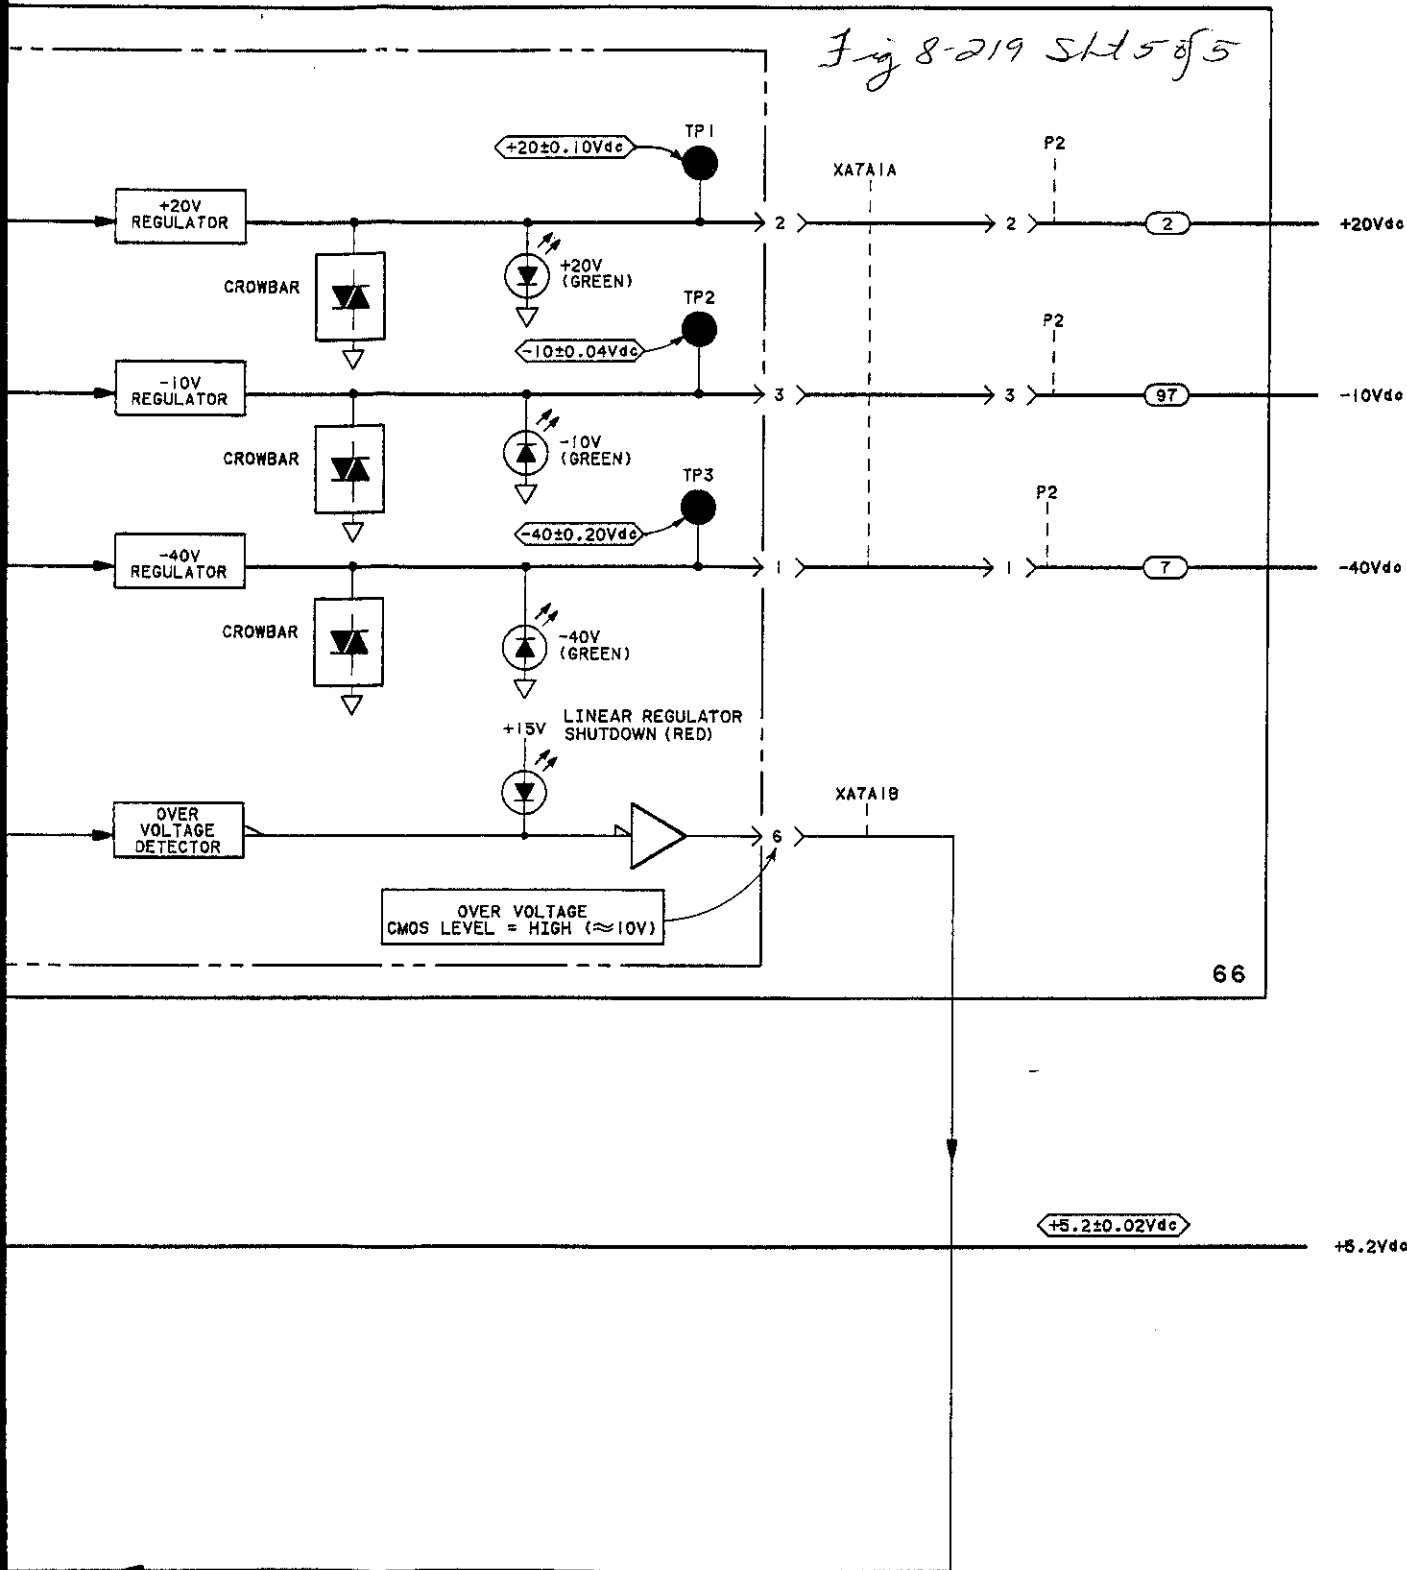 Fig 8-219 Sht 5 of 5
TP1
+20±0.10Vdc
P2
XA7A1A
+20V
REGULATOR
2
2
2
+20Vdc
CROWBAR
+20V
(GREEN)
TP2
P2
-10±0.04Vdc
-10V
REGULATOR
3
3
97
-10Vdc
CROWBAR
-10V
(GREEN)
TP3
P2
-40±0.20Vdc
-40V
REGULATOR
1
1
7
-40Vdc
CROWBAR
-40V
(GREEN)
+15V
LINEAR REGULATOR
SHUTDOWN (RED)
XA7A1B
OVER
VOLTAGE
DETECTOR
6
OVER VOLTAGE
CMOS LEVEL = HIGH (≈10V)
66
+5.2±0.02Vdc
+5.2Vdc